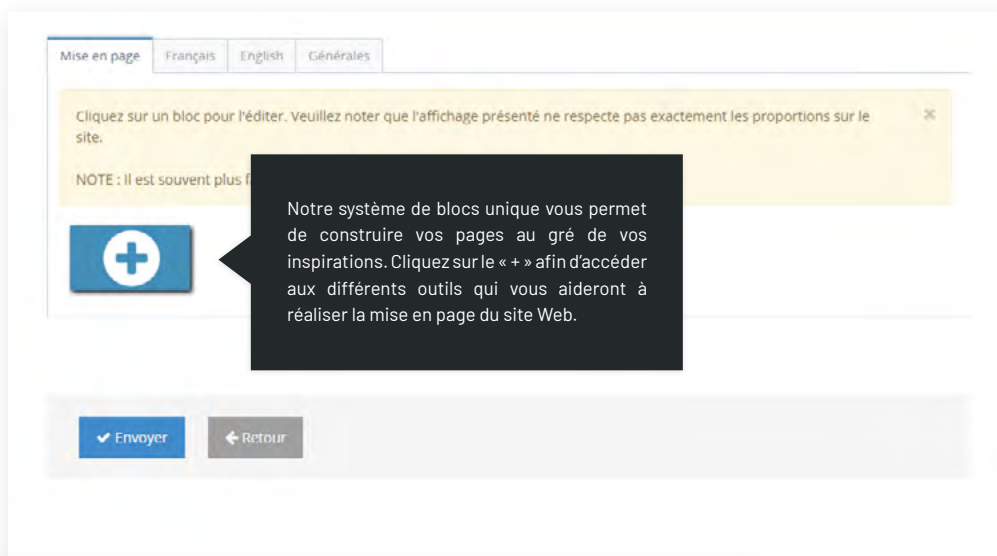 Mise en page Français English Générales
Cliquez sur un bloc pour l'éditer. Veuillez noter que l'affichage présenté ne respecte pas exactement les proportions sur le
site.
NOTE : Il est souvent plus
Notre système de blocs unique vous permet
de construire vos pages au gré de vos
inspirations. Cliquez sur le « + » afin d'accéder
aux différents outils qui vous aideront à
réaliser la mise en page du site Web.
Envoyer Retour